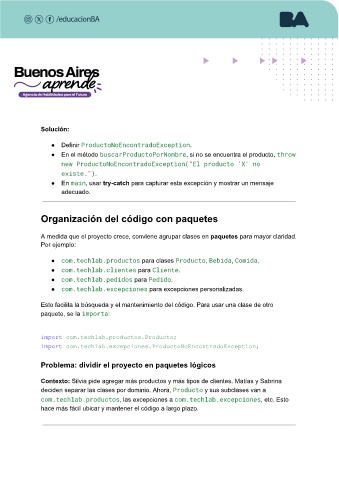 /educacionBA
BA
Buenos Aires
aprende
Agencia de Habilidades para el Futuro
Solución:
● Definir ProductoNoEncontradoException.
● En el método buscarProductoPorNombre, si no se encuentra el producto, throw
new ProductoNoEncontradoException("El producto 'X' no
existe.").
● En main, usar try-catch para capturar esta excepción y mostrar un mensaje
adecuado.
Organización del código con paquetes
A medida que el proyecto crece, conviene agrupar clases en paquetes para mayor claridad.
Por ejemplo:
● com.techlab.productos para clases Producto, Bebida, Comida.
● com.techlab.clientes para Cliente.
● com.techlab.pedidos para Pedido.
● com.techlab.excepciones para excepciones personalizadas.
Esto facilita la búsqueda y el mantenimiento del código. Para usar una clase de otro
paquete, se la importa:
import com.techlab.productos.Producto;
import com.techlab.excepciones.ProductoNoEncontradoException;
Problema: dividir el proyecto en paquetes lógicos
Contexto: Silvia pide agregar más productos y más tipos de clientes. Matías y Sabrina
deciden separar las clases por dominio. Ahora, Producto y sus subclases van a
com.techlab.productos, las excepciones a com.techlab.excepciones, etc. Esto
hace más fácil ubicar y mantener el código a largo plazo.